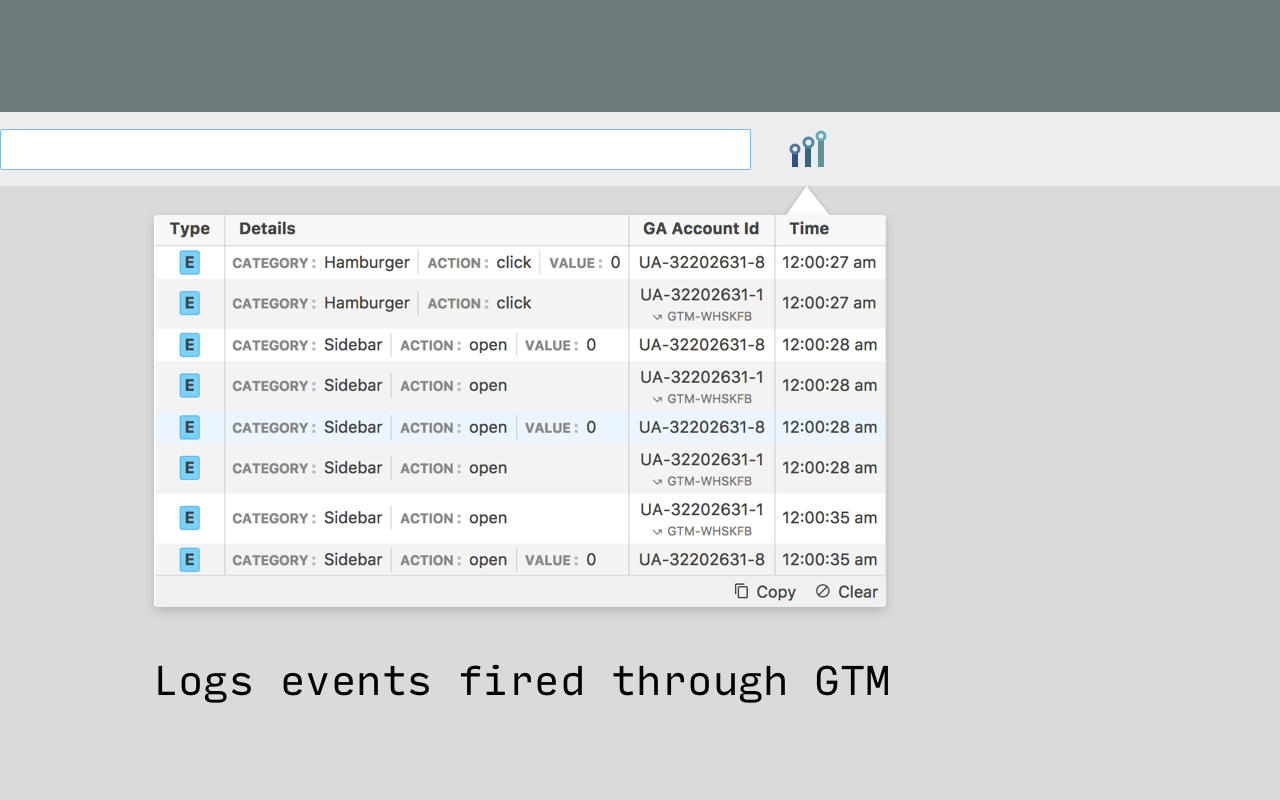 Type Details GA Account Id Time
E CATEGORY: Hamburger ACTION: click VALUE: 0 UA-32202631-8 12:00:27 am
E CATEGORY: Hamburger ACTION: click UA-32202631-1 12:00:27 am
GTM-WHSKFB
E CATEGORY: Sidebar ACTION: open VALUE: 0 UA-32202631-8 12:00:28 am
E CATEGORY: Sidebar ACTION: open UA-32202631-1 12:00:28 am
GTM-WHSKFB
E CATEGORY: Sidebar ACTION: open VALUE: 0 UA-32202631-8 12:00:28 am
E CATEGORY: Sidebar ACTION: open UA-32202631-1 12:00:28 am
GTM-WHSKFB
E CATEGORY: Sidebar ACTION: open UA-32202631-1 12:00:35 am
GTM-WHSKFB
E CATEGORY: Sidebar ACTION: open VALUE: 0 UA-32202631-8 12:00:35 am
Copy Clear
Logs events fired through GTM